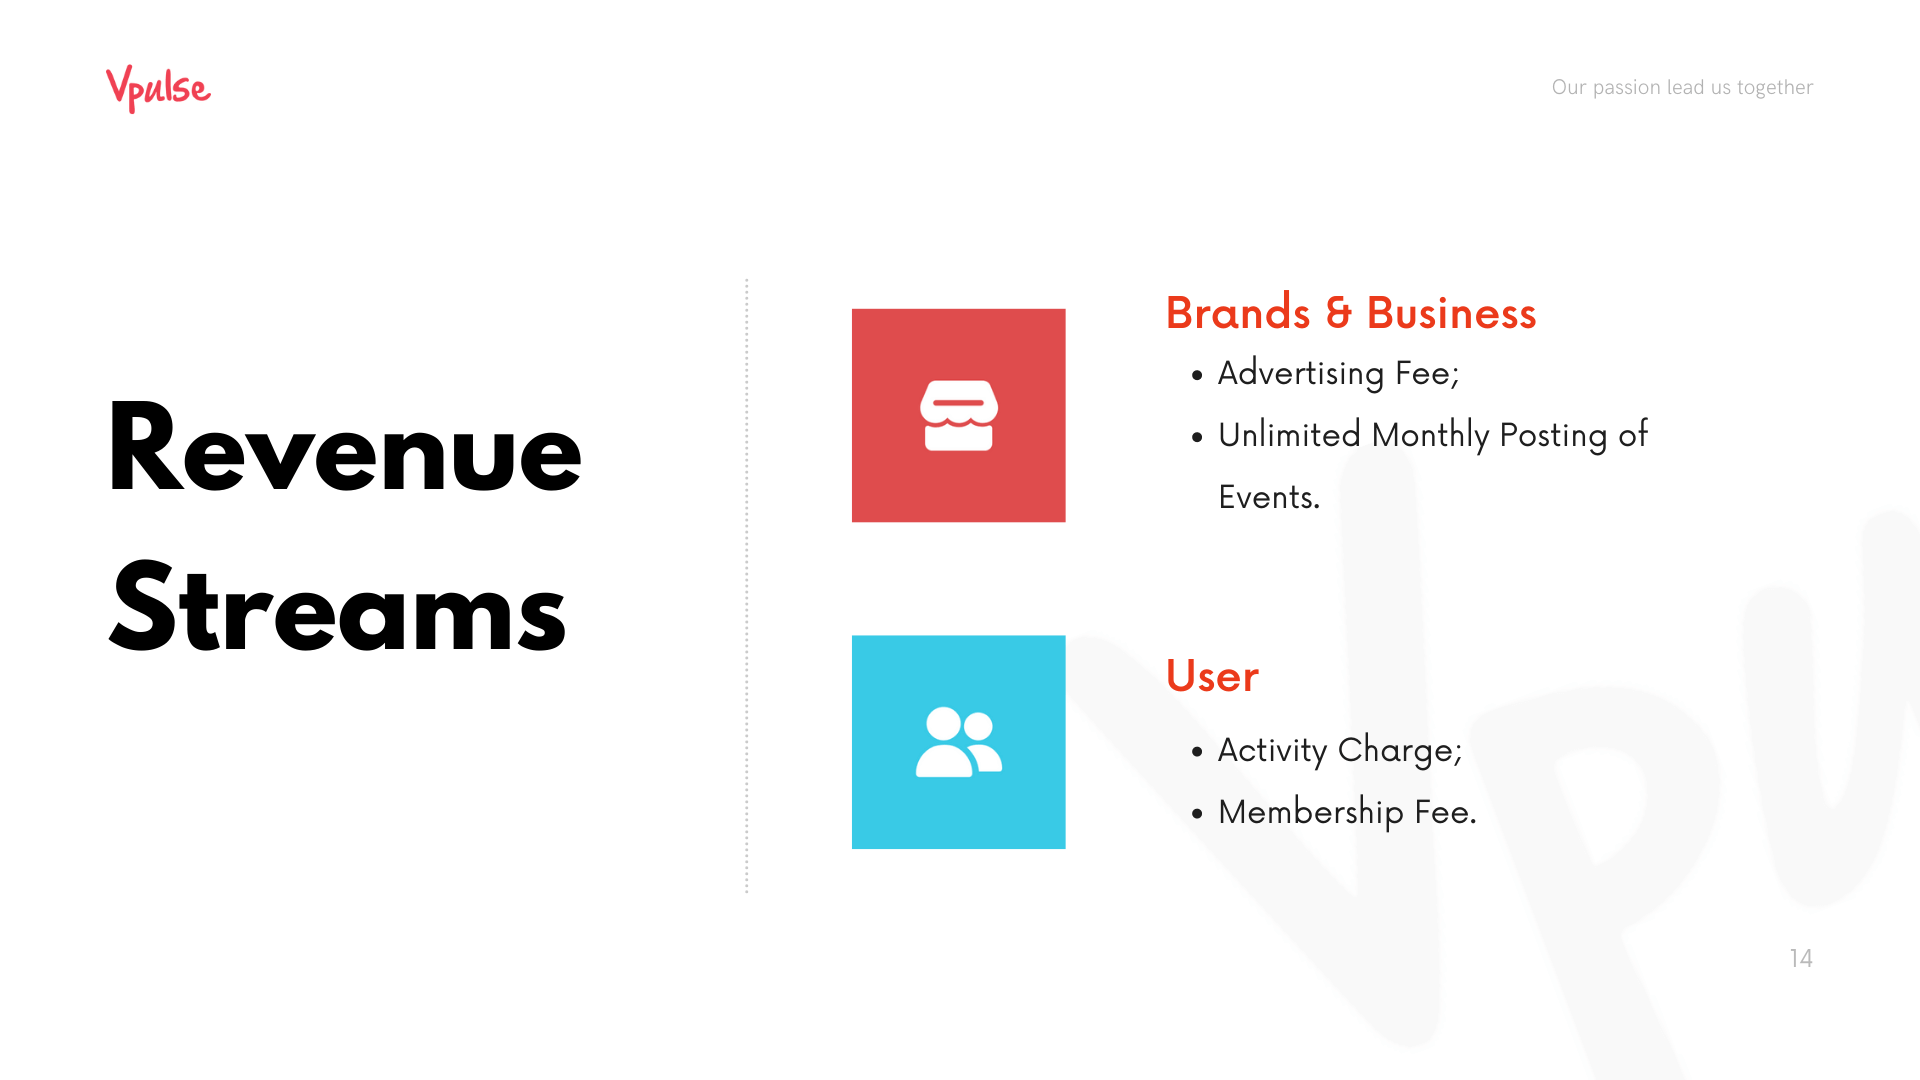 Vpulse
Our passion lead us together
Revenue
Streams
Brands & Business
• Advertising Fee;
• Unlimited Monthly Posting of
Events.
User
• Activity Charge;
• Membership Fee.
14